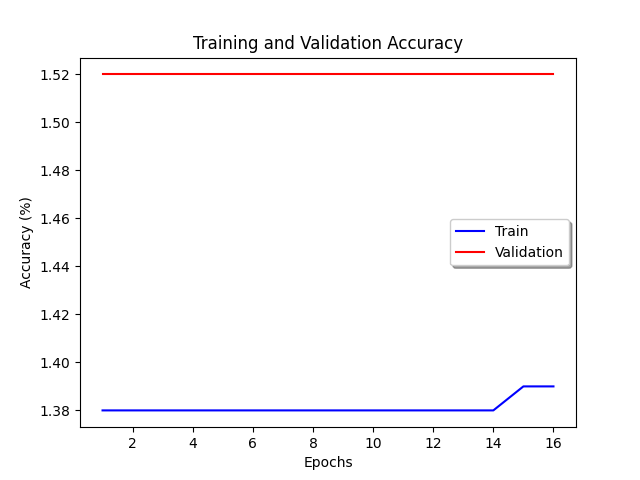 Training and Validation Accuracy
Accuracy (%)
1.52
1.50
1.48
1.46
1.44
1.42
1.40
1.38
Train
Validation
2 4 6 8 10 12 14 16
Epochs